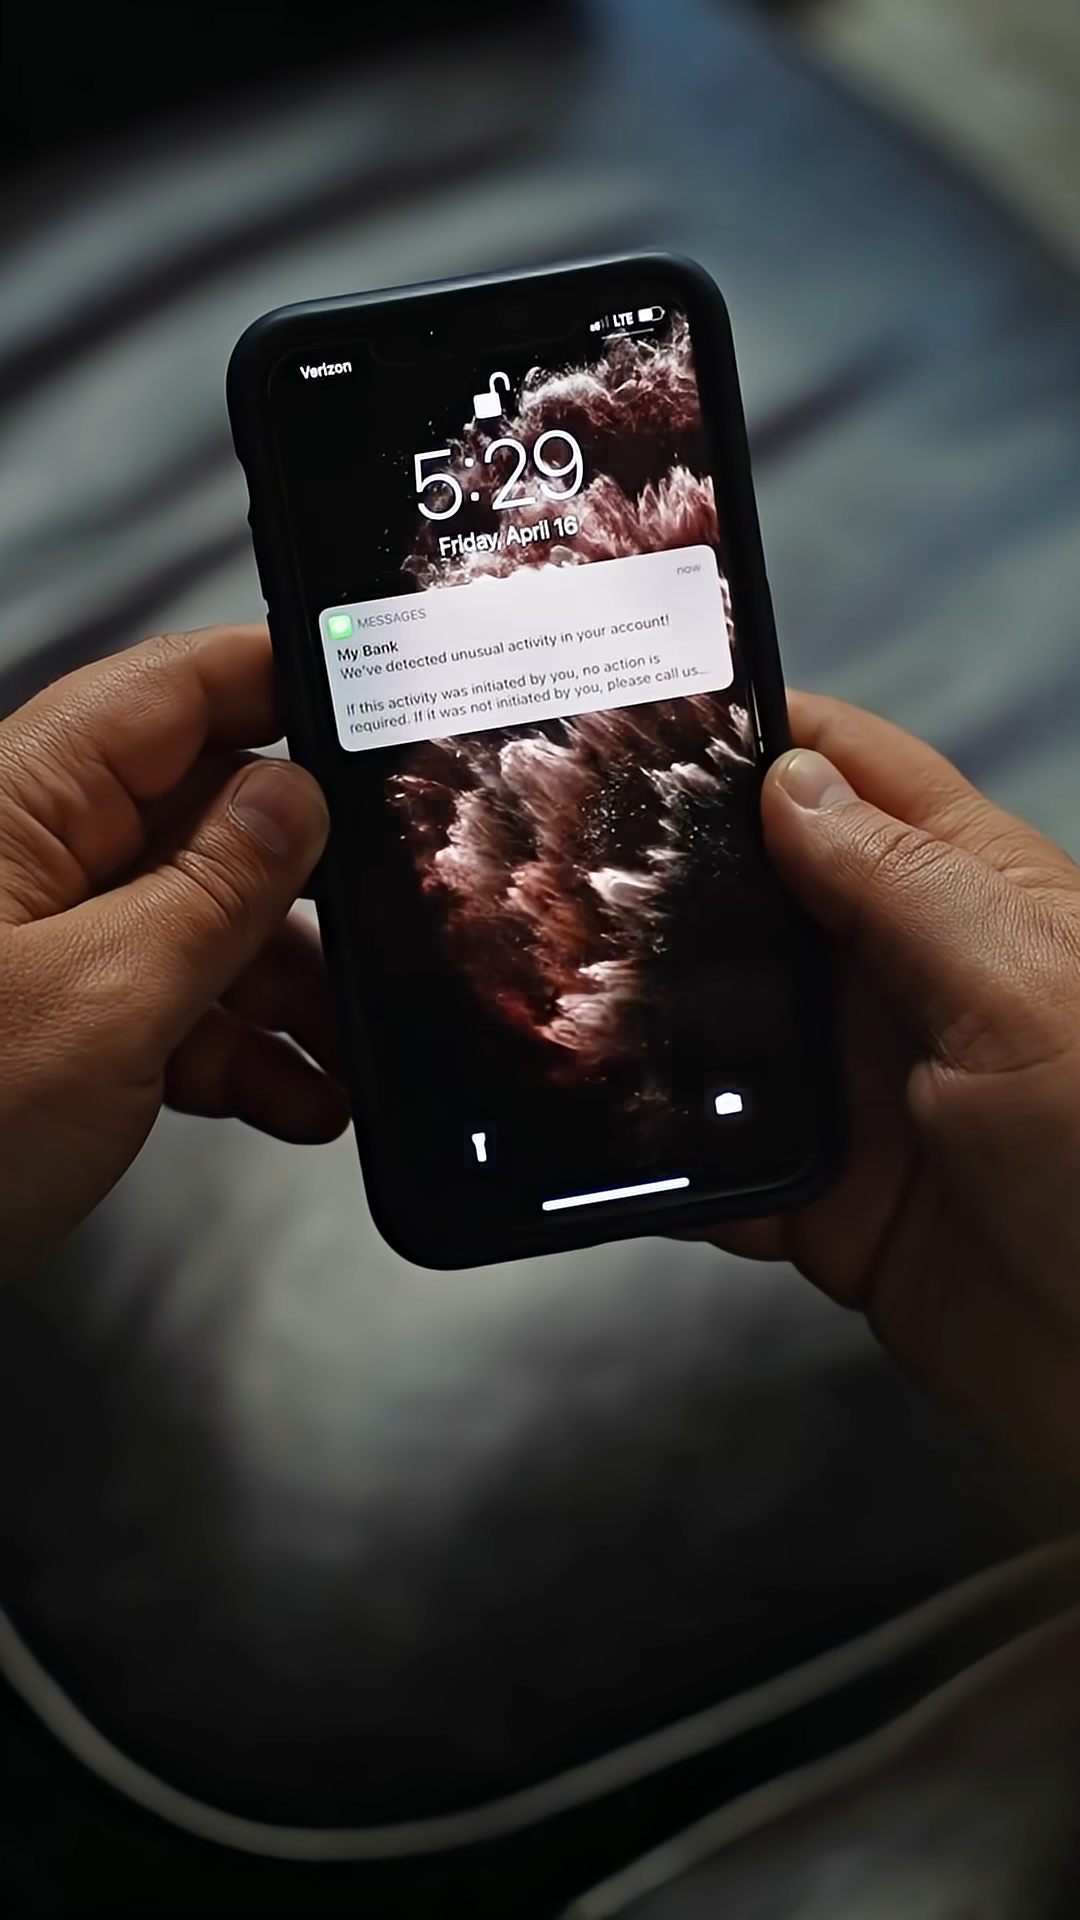 Verizon
LTE
5:29
Friday, April 16
MESSAGES
now
My Bank
We've detected unusual activity in your account!
If this activity was initiated by you, no action is
required. If it was not initiated by you, please call us...